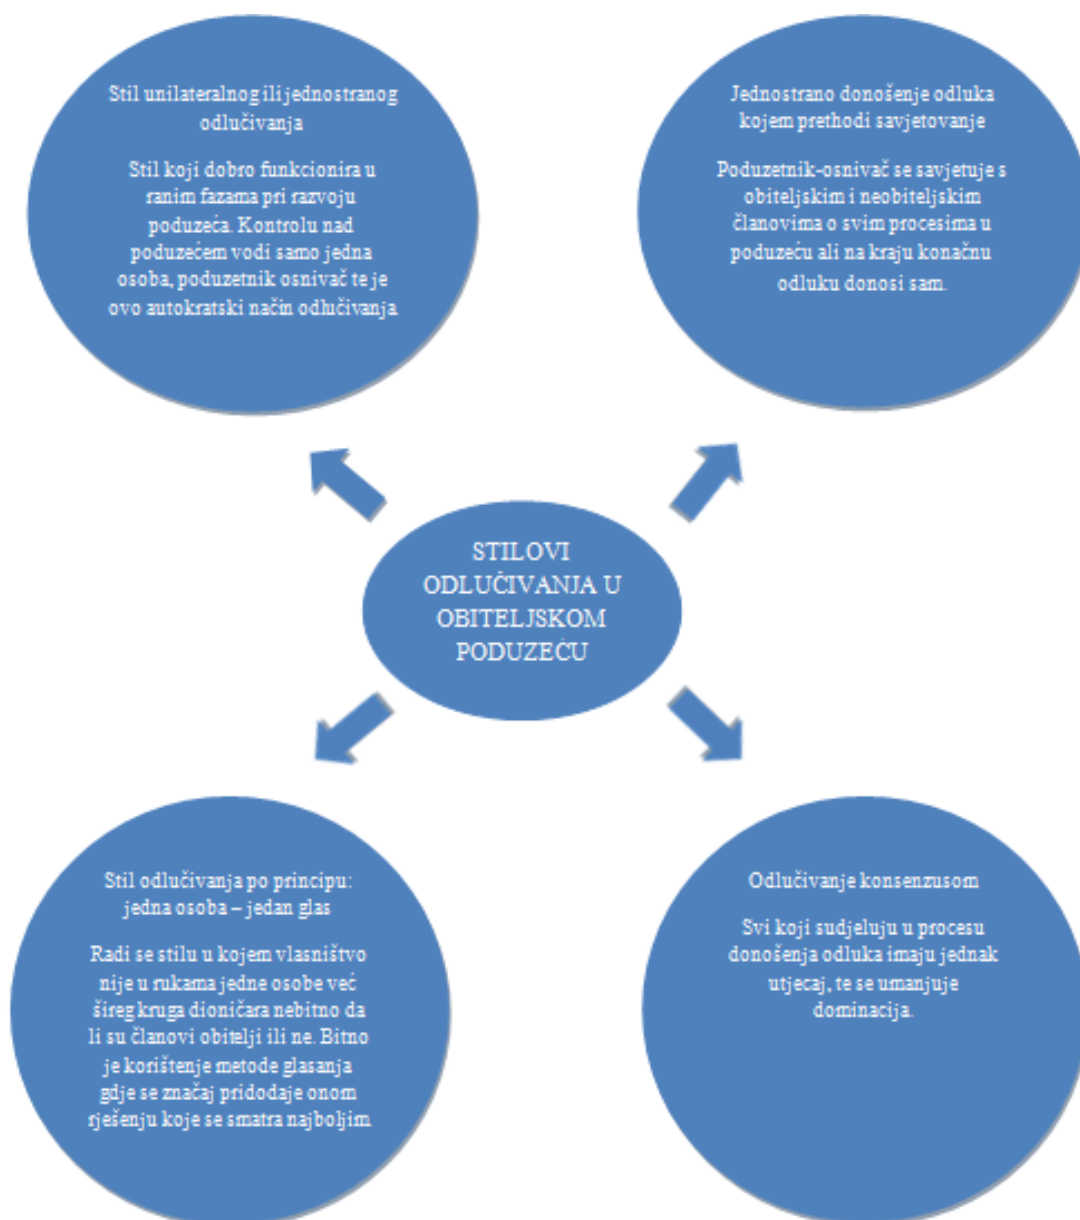 Stil unilateralnog ili jednostranog
odlučivanja
Stil koji dobro funkcionira u
ranim fazama pri razvoju
poduzeća. Kontrolu nad
poduzećem vodi samo jedna
osoba, poduzetnik osnivač te je
ovo autokratski način odlučivanja
Jednostrano donošenje odluka
kojem prethodi savjetovanje
Poduzetnik-osnivač se savjetuje s
obiteljskim i neobiteljskim
članovima o svim procesima u
poduzeću ali na kraju konačnu
odluku donosi sam.
STILOVI
ODLUČIVANJA U
OBITELJSKOM
PODUZEĆU
Stil odlučivanja po principu:
jedna osoba – jedan glas
Radi se stilu u kojem vlasništvo
nije u rukama jedne osobe već
šireg kruga dioničara nebitno da
li su članovi obitelji ili ne. Bitno
je korištenje metode glasanja
gdje se značaj pridodaje onom
rješenju koje se smatra najboljim
Odlučivanje konsenzusom
Svi koji sudjeluju u procesu
donošenja odluka imaju jednak
utjecaj, te se umanjuje
dominacija.